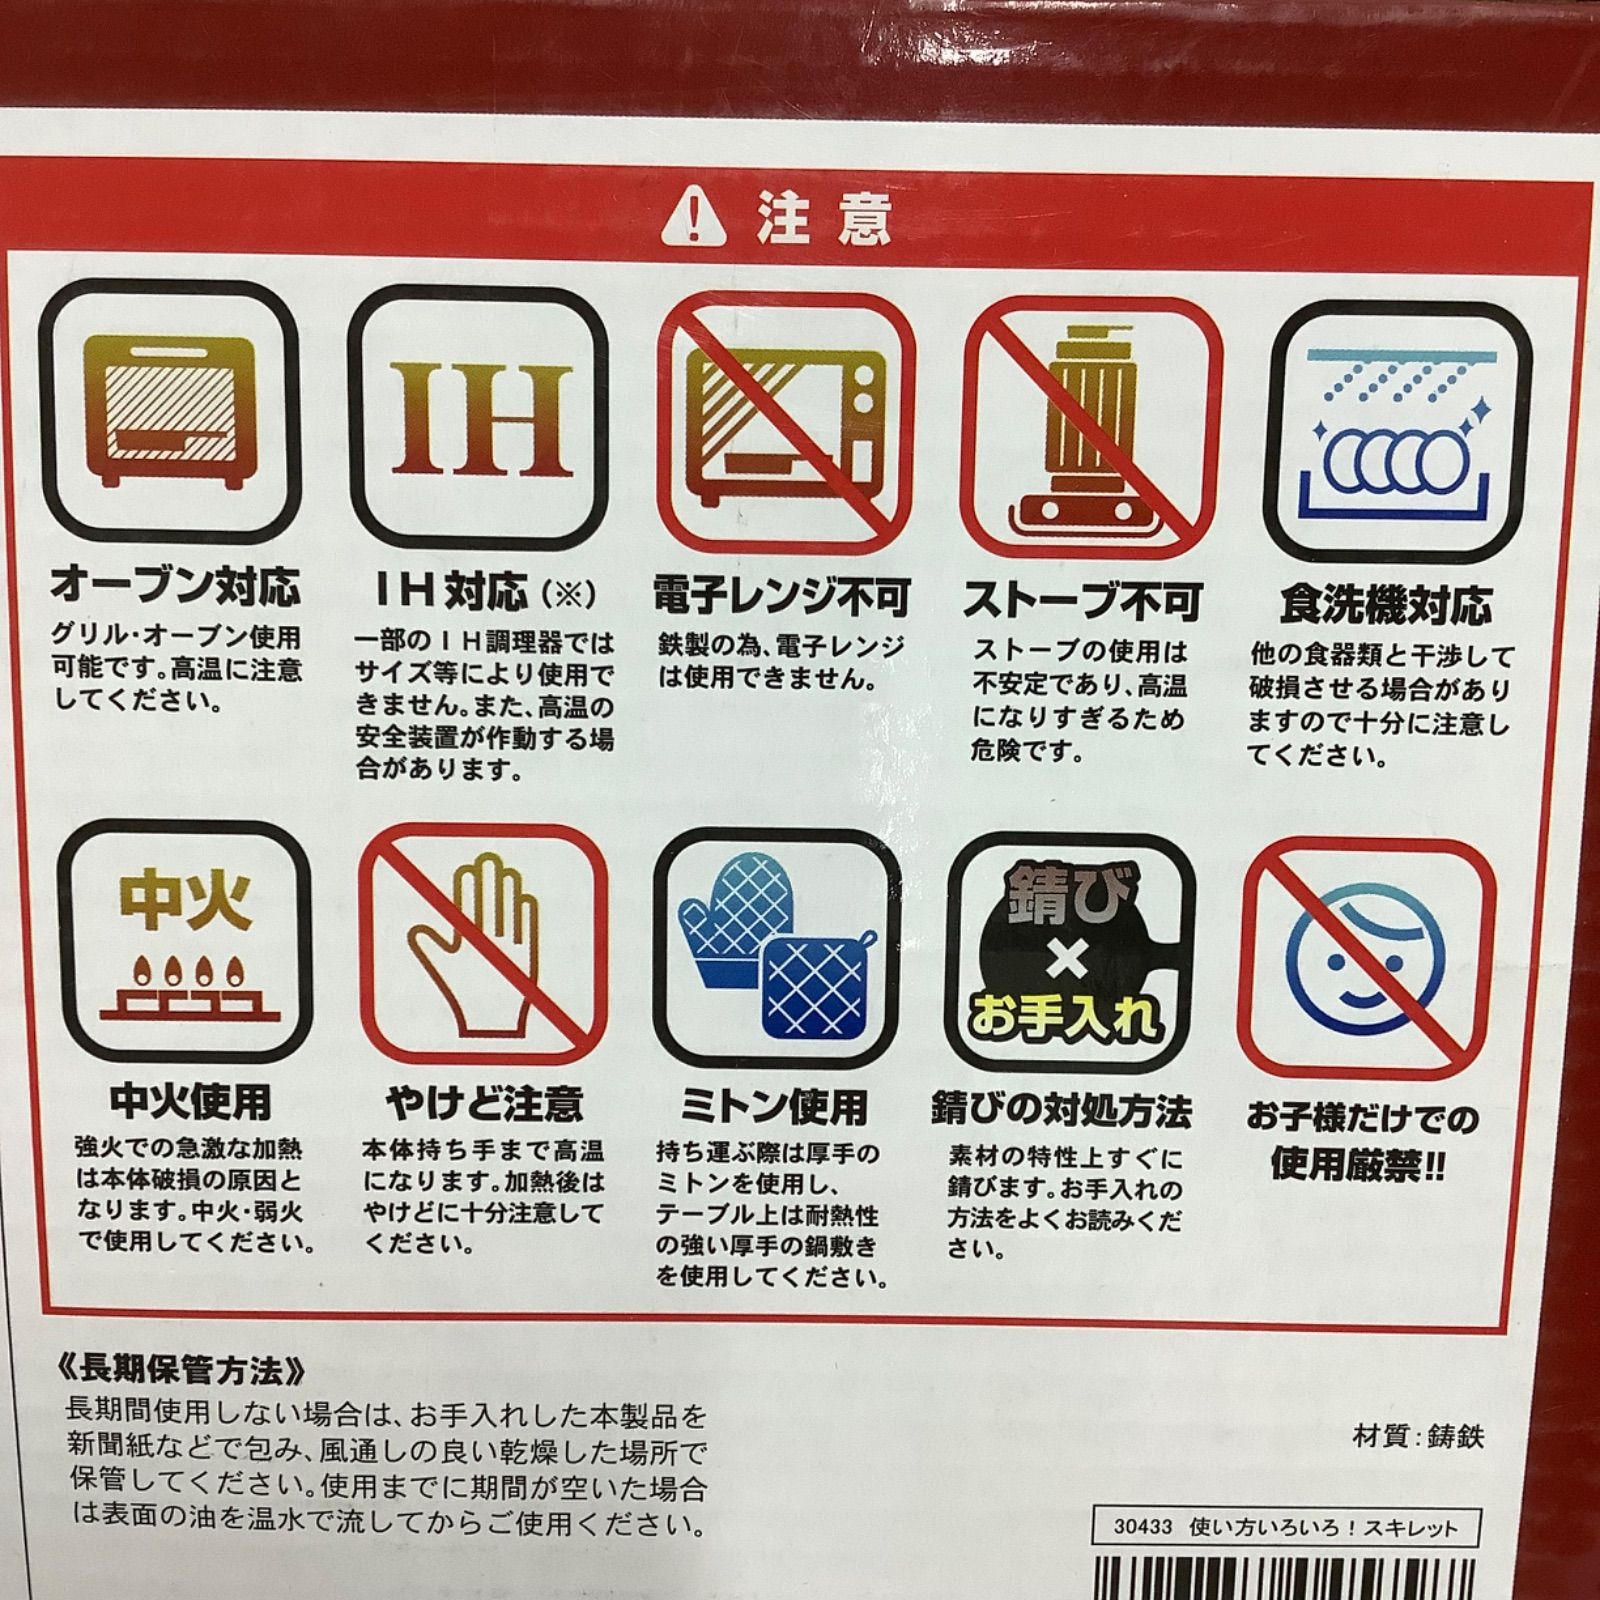 注意
IH
オーブン対応
グリル・オーブン使用
可能です。高温に注意
してください。
IH対応(※)
一部のIH調理器では
サイズ等により使用で
きません。また、高温の
安全装置が作動する場
合があります。
電子レンジ不可
鉄製の為、電子レンジ
は使用できません。
ストーブ不可
ストーブの使用は
不安定であり、高温
になりすぎるため
危険です。
食洗機対応
他の食器類と干渉して
破損させる場合があり
ますので十分に注意し
てください。
中火
中火使用
強火での急激な加熱
は本体破損の原因と
なります。中火・弱火
で使用してください。
やけど注意
本体持ち手まで高温
になります。加熱後は
やけどに十分注意して
ください。
ミトン使用
持ち運ぶ際は厚手の
ミトンを使用し、
テーブル上は耐熱性
の強い厚手の鍋敷き
を使用してください。
錆び
×
お手入れ
錆びの対処方法
素材の特性上すぐに
錆びます。お手入れの
方法をよくお読みくだ
さい。
お子様だけでの
使用厳禁!!
《長期保管方法》
長期間使用しない場合は、お手入れした本製品を
新聞紙などで包み、風通しの良い乾燥した場所で
保管してください。使用までに期間が空いた場合
は表面の油を温水で流してからご使用ください。
材質:鋳鉄
30433 使い方いろいろ!スキレット